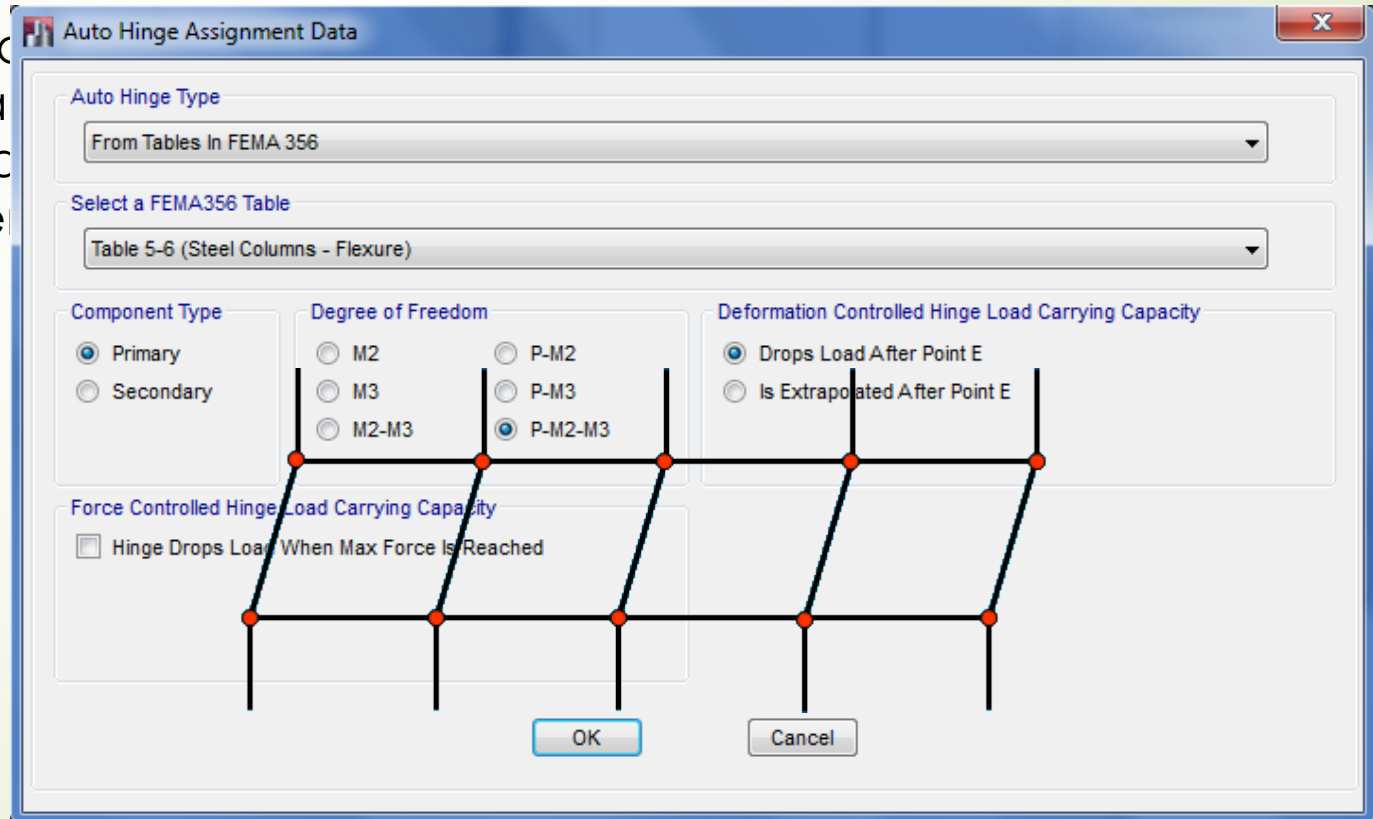 Auto Hinge Assignment Data
Auto Hinge Type
From Tables In FEMA 356
Select a FEMA356 Table
Table 5-6 (Steel Columns - Flexure)
Component Type
Primary
Secondary
Degree of Freedom
M2 P-M2
M3 P-M3
M2-M3 P-M2-M3
Deformation Controlled Hinge Load Carrying Capacity
Drops Load After Point E
Is Extrapolated After Point E
Force Controlled Hinge Load Carrying Capacity
Hinge Drops Load When Max Force Is Reached
OK Cancel